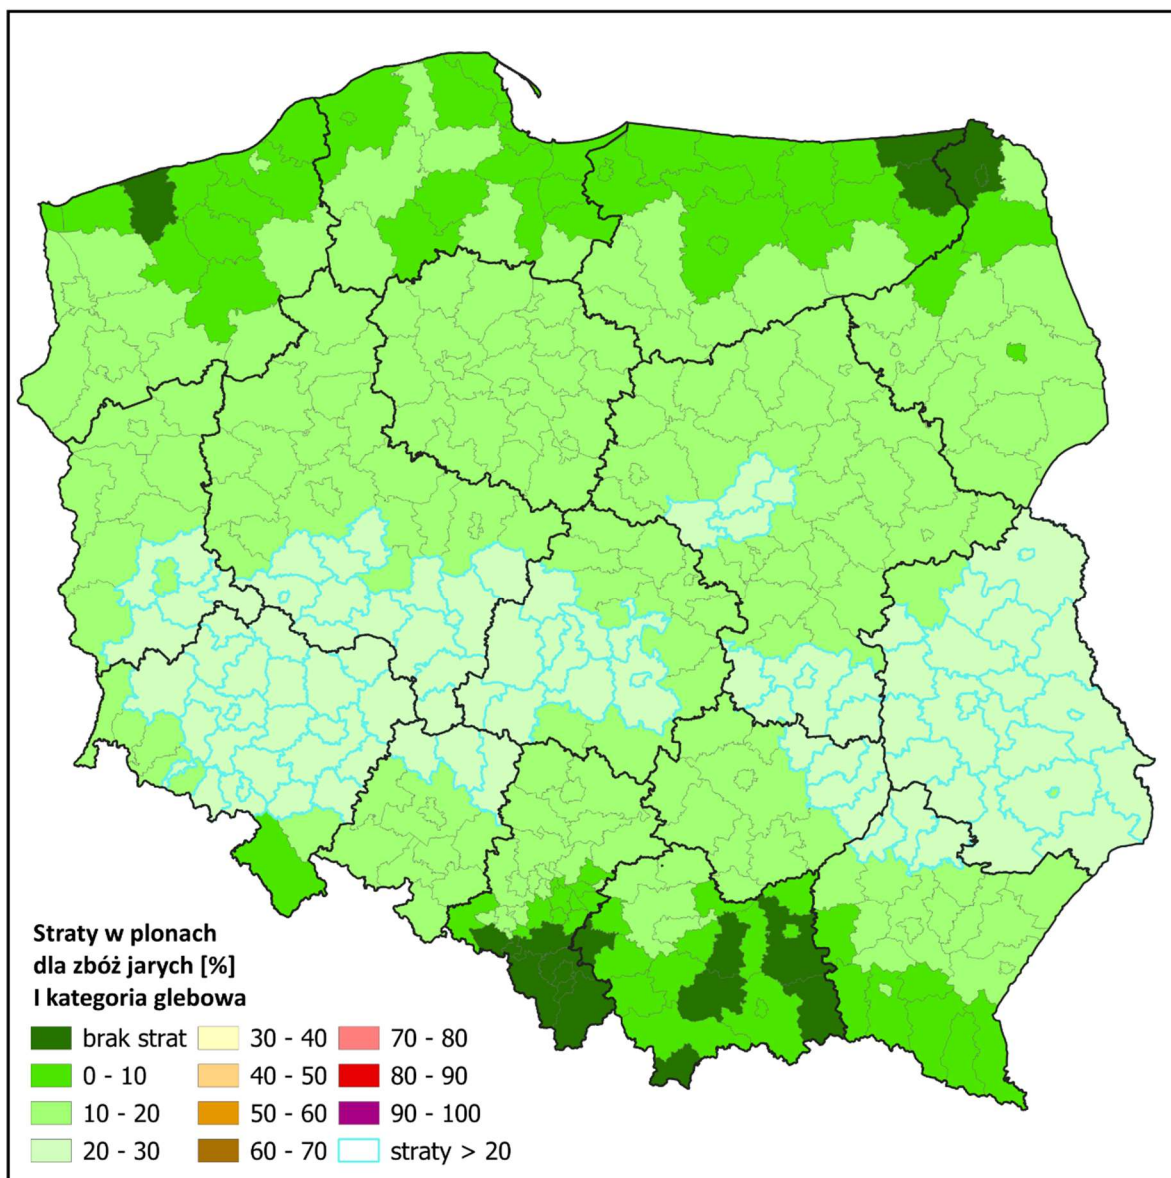 Straty w plonach
dla zbóż jarych [%]
I kategoria glebowa
brak strat
0 - 10
10 - 20
20 - 30
30 - 40
40 - 50
50 - 60
60 - 70
70 - 80
80 - 90
90 - 100
straty > 20